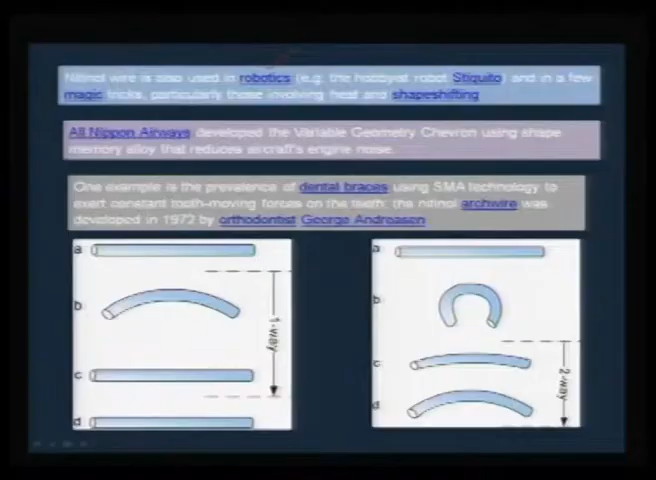 Nitinol wire is also used in robotics (e.g. the hobbyist robot Stiquito) and in a few
magic tricks, particularly those involving heat and shapeshifting
All Nippon Airways developed the Variable Geometry Chevron using shape
memory alloy that reduces aircraft's engine noise.
One example is the prevalence of dental braces using SMA technology to
exert constant tooth-moving forces on the teeth; the nitinol archwire was
developed in 1972 by orthodontist George Andreasen
a
b
1-way
c
d
a
b
c
2-way
d